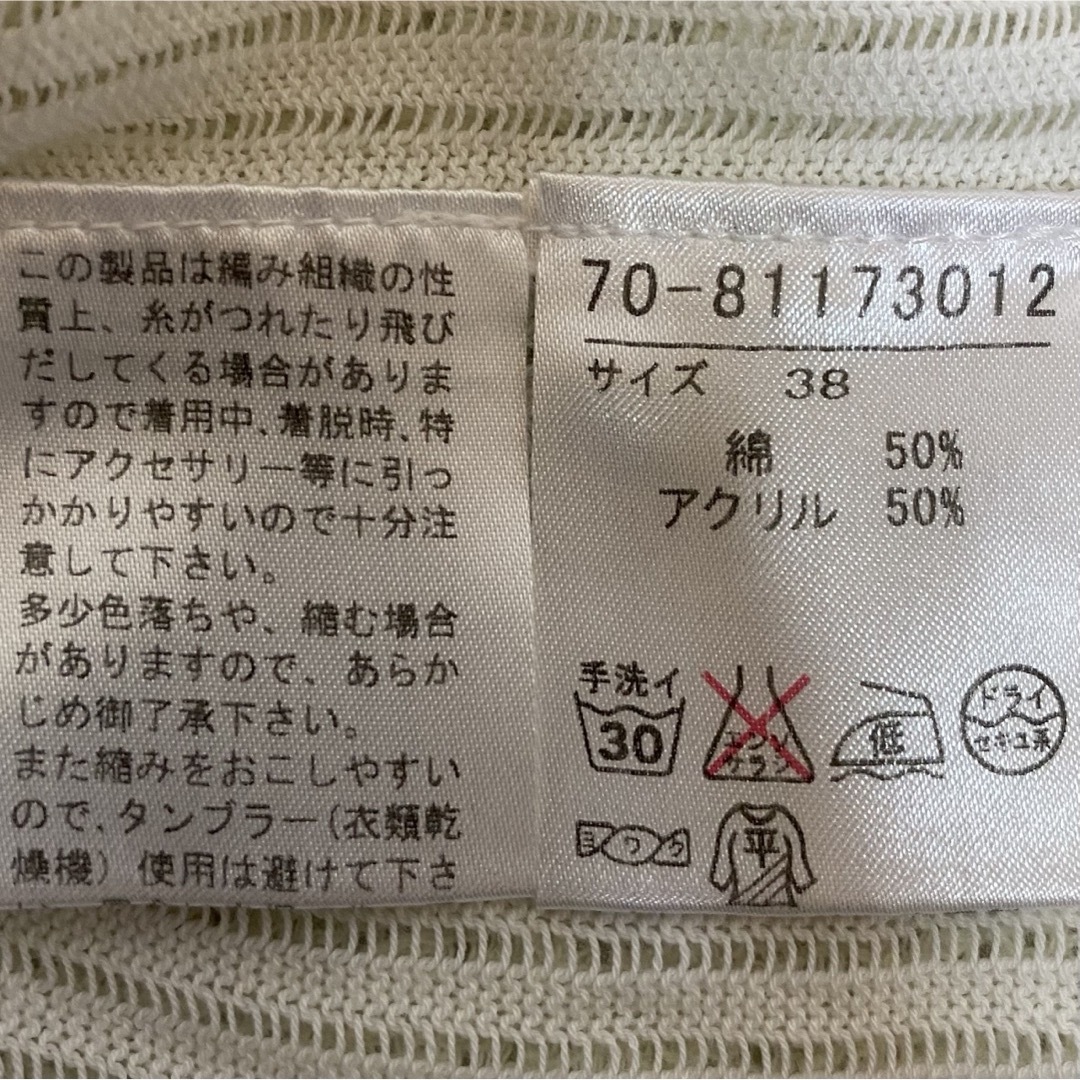 この製品は編み組織の性
質上、糸がつれたり飛び
だしてくる場合がありま
すので着用中、着脱時、特
にアクセサリー等に引っ
かかりやすいので十分注
意して下さい。
多少色落ちや、縮む場合
がありますので、あらか
じめ御了承下さい。
また縮みをおこしやすい
ので、タンブラー(衣類乾
燥機)使用は避けて下さ
70-81173012
サイズ 38
綿 50%
アクリル 50%
手洗イ
30
エンソ
サラシ
低
ドライ
セキユ系
ヨワク
平